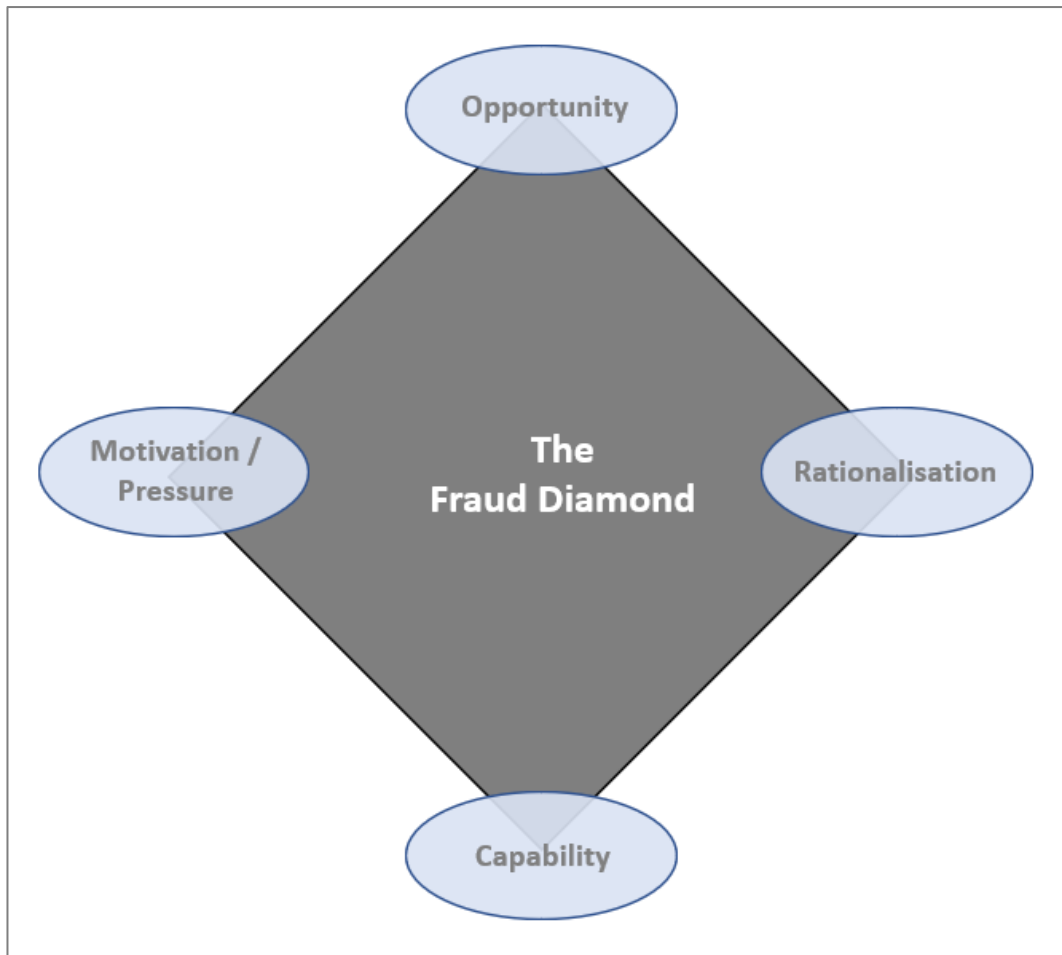 Opportunity
Motivation /
Pressure
The
Fraud Diamond
Rationalisation
Capability